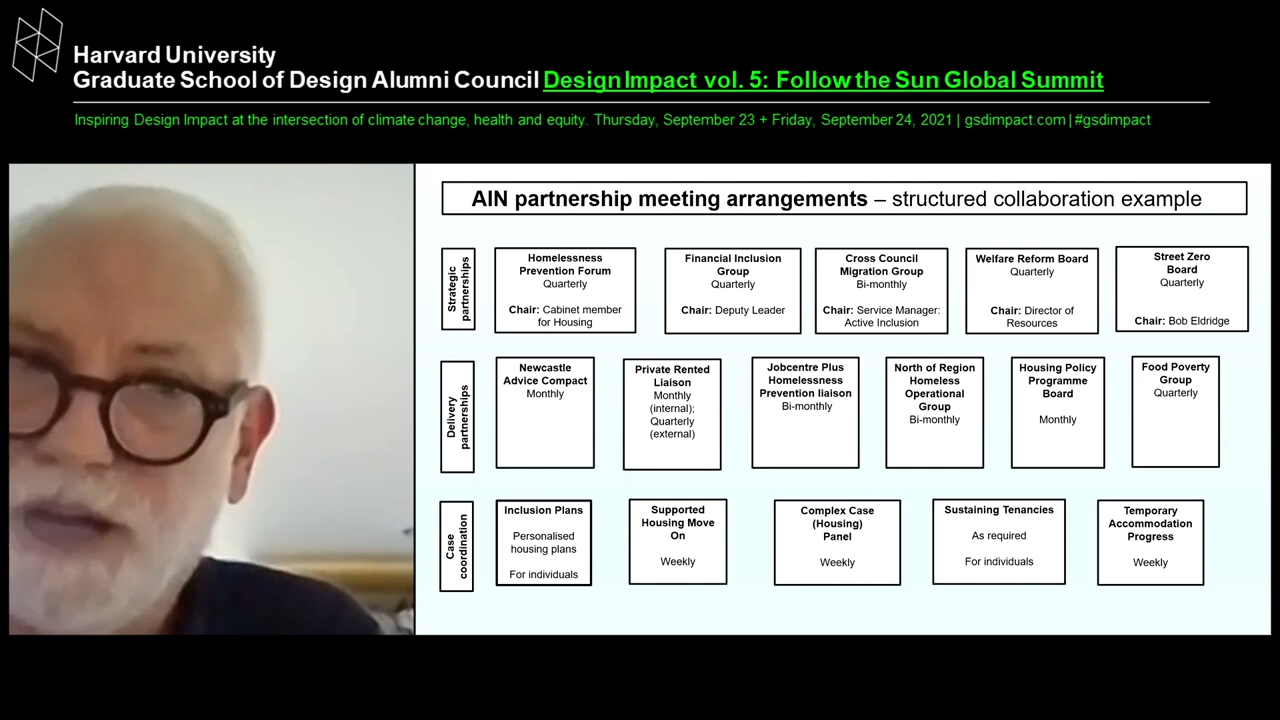 Harvard University
Graduate School of Design Alumni Council Design Impact vol. 5: Follow the Sun Global Summit
Inspiring Design Impact at the intersection of climate change, health and equity. Thursday, September 23 + Friday, September 24, 2021 | gsdimpact.com | #gsdimpact
AIN partnership meeting arrangements – structured collaboration example
Strategic
partnerships
Homelessness
Prevention Forum
Quarterly
Chair: Cabinet member
for Housing
Financial Inclusion
Group
Quarterly
Chair: Deputy Leader
Cross Council
Migration Group
Bi-monthly
Chair: Service Manager:
Active Inclusion
Welfare Reform Board
Quarterly
Chair: Director of
Resources
Street Zero
Board
Quarterly
Chair: Bob Eldridge
Delivery
partnerships
Newcastle
Advice Compact
Monthly
Private Rented
Liaison
Monthly
(internal);
Quarterly
(external)
Jobcentre Plus
Homelessness
Prevention liaison
Bi-monthly
North of Region
Homeless
Operational
Group
Bi-monthly
Housing Policy
Programme
Board
Monthly
Food Poverty
Group
Quarterly
Case
coordination
Inclusion Plans
Personalised
housing plans
For individuals
Supported
Housing Move
On
Weekly
Complex Case
(Housing)
Panel
Weekly
Sustaining Tenancies
As required
For individuals
Temporary
Accommodation
Progress
Weekly